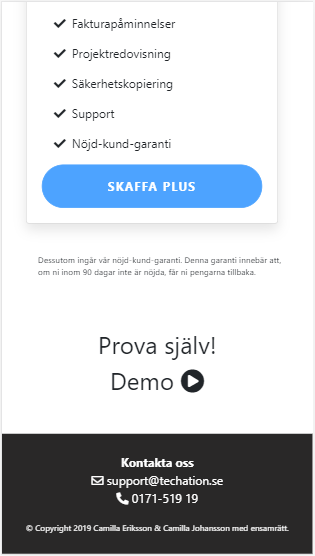 Fakturapåminnelser
Projektredovisning
Säkerhetskopiering
Support
Nöjd-kund-garanti
SKAFFA PLUS
Dessutom ingår vår nöjd-kund-garanti. Denna garanti innebär att,
om ni inom 90 dagar inte är nöjda, får ni pengarna tillbaka.
Prova själv!
Demo
Kontakta oss
support@techation.se
0171-519 19
© Copyright 2019 Camilla Eriksson & Camilla Johansson med ensamrätt.